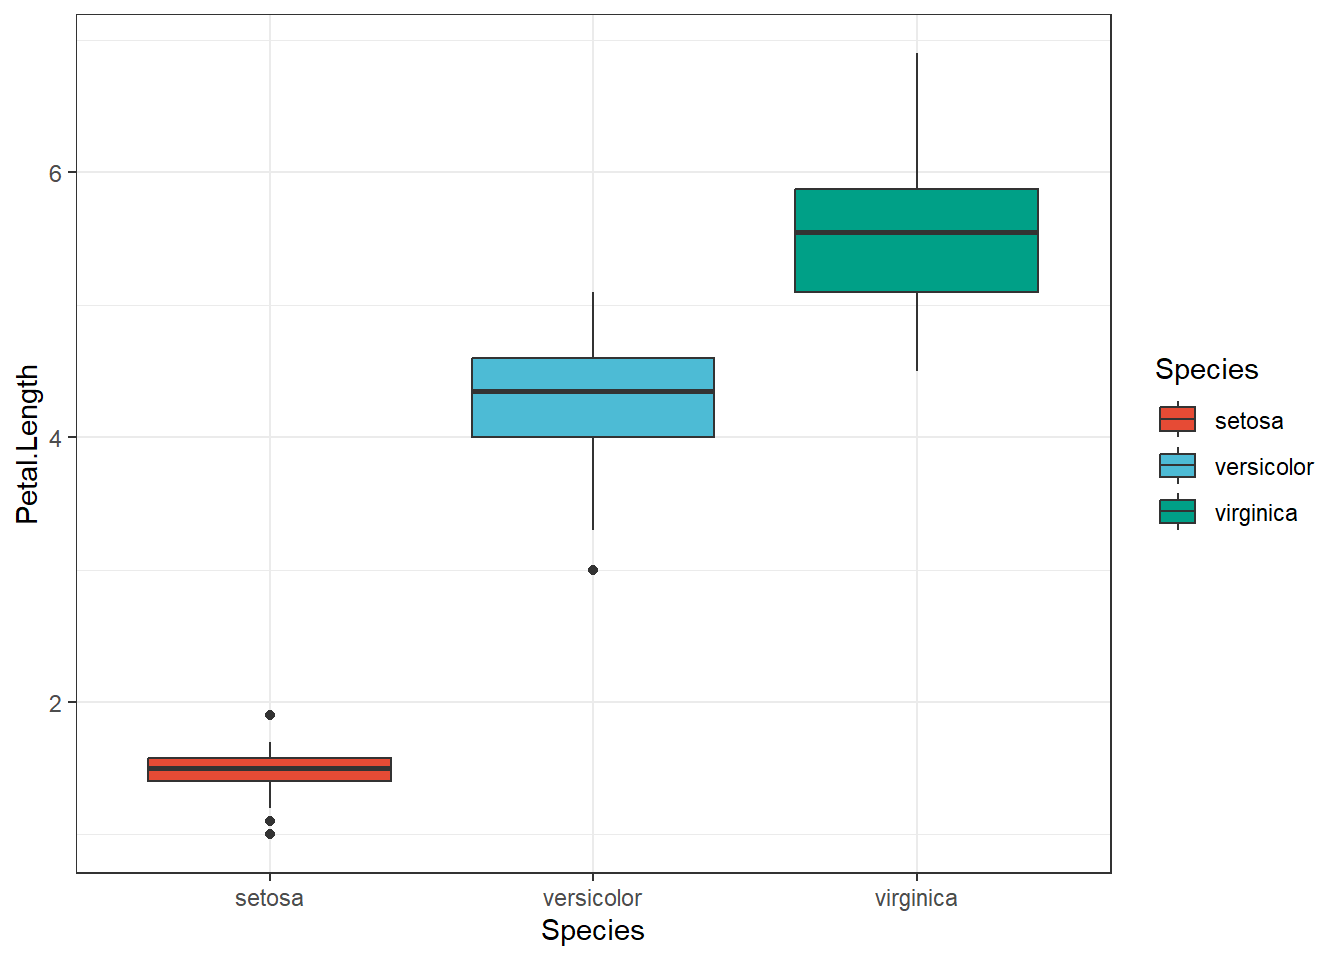 Petal.Length
6
4
2
setosa
versicolor
virginica
Species
Species
setosa
versicolor
virginica